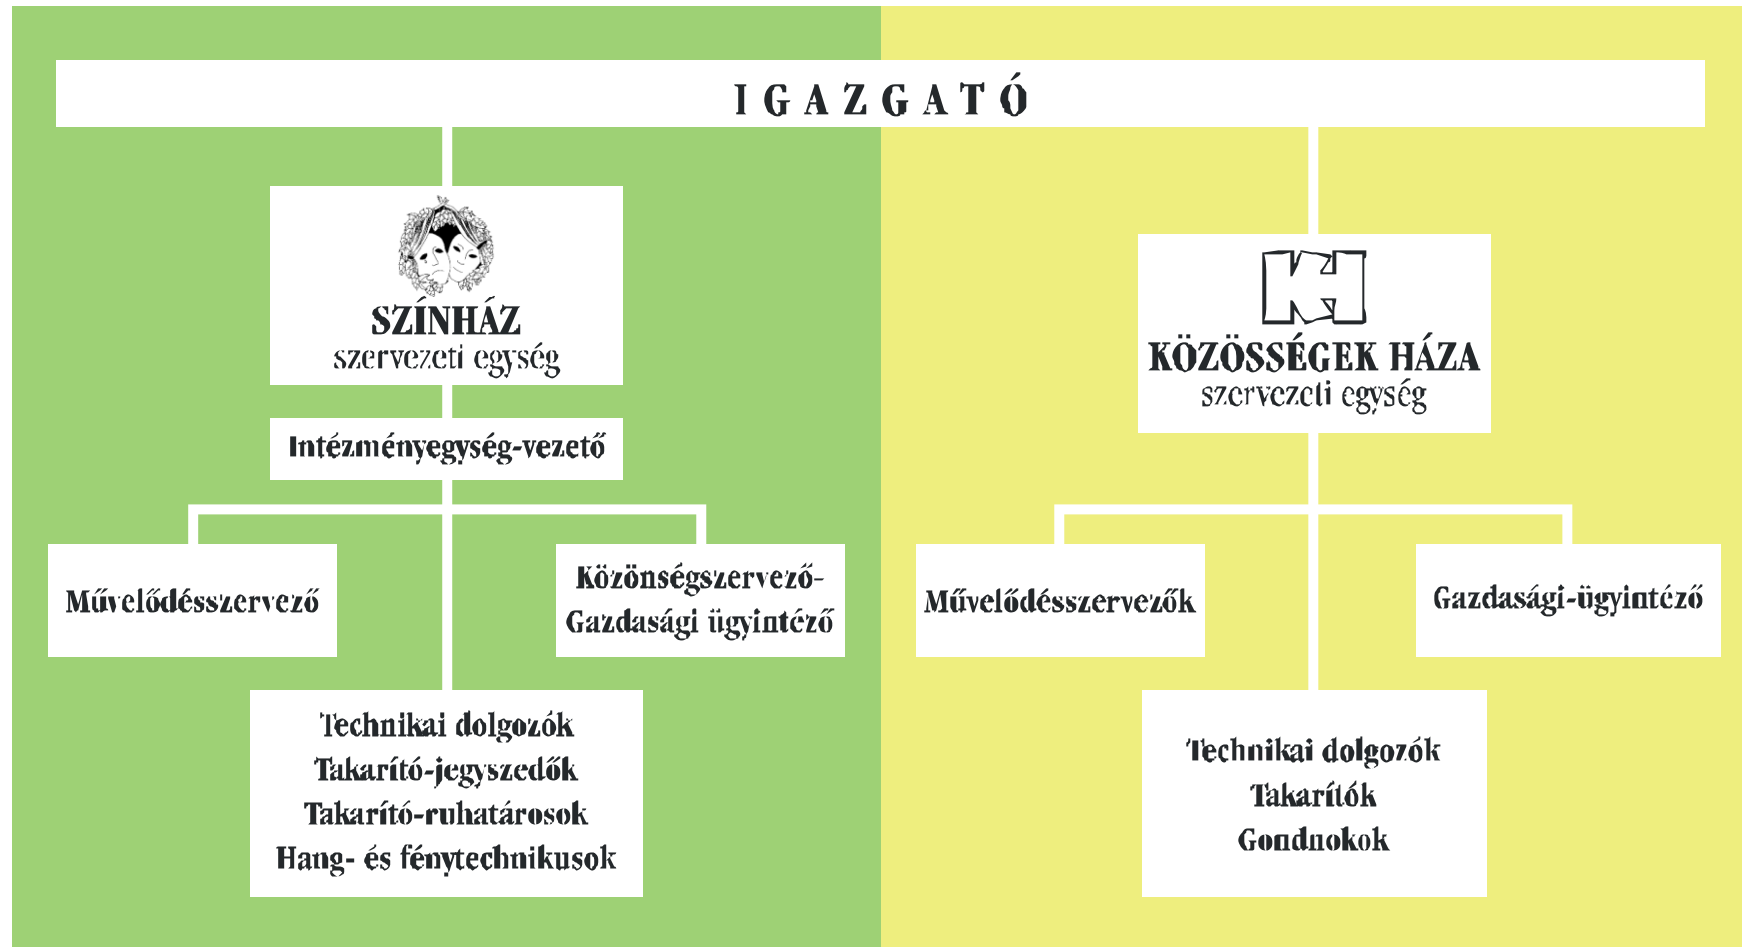 IGAZGATÓ
SZÍNHÁZ
szervezeti egység
Intézményegység-vezető
Művelődésszervező
Közönségszervező-
Gazdasági ügyintéző
Technikai dolgozók
Takarító-jegyszedők
Takarító-ruhatárosok
Hang- és fénytechnikusok
KH
KÖZÖSSÉGEK HÁZA
szervezeti egység
Művelődésszervezők
Gazdasági-ügyintéző
Technikai dolgozók
Takarítók
Gondnokok